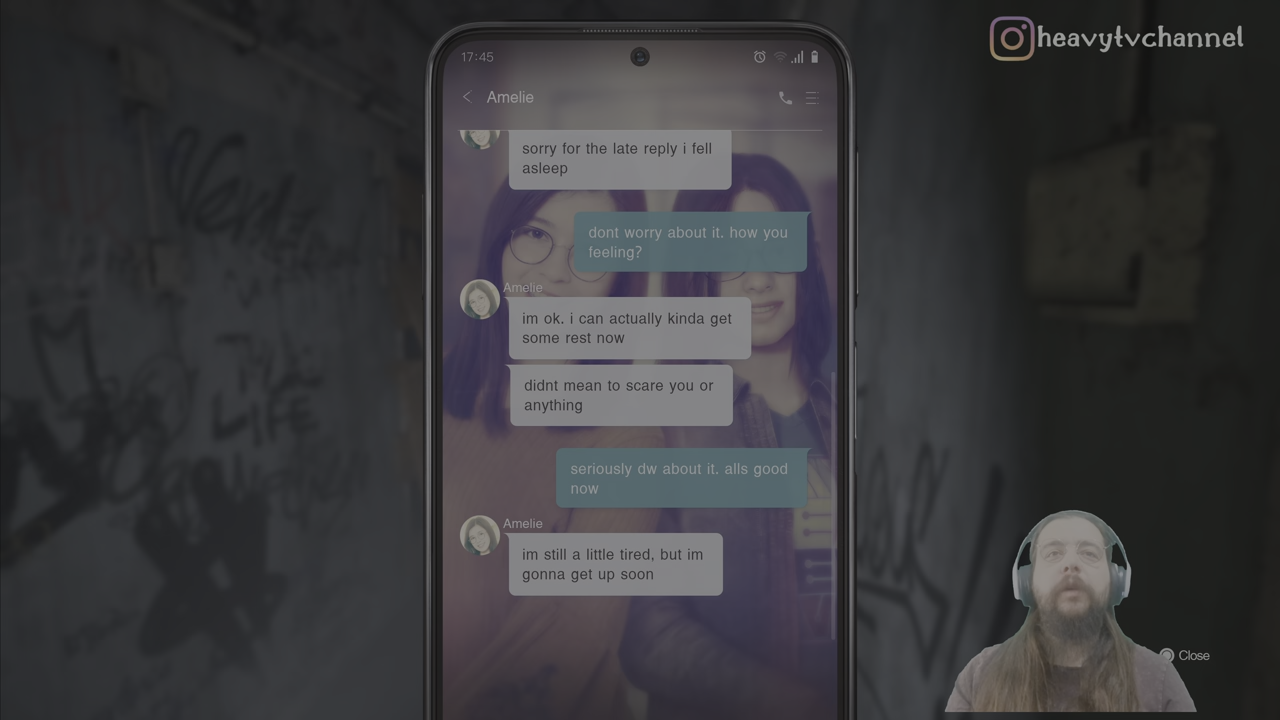 heavytvchannel
17:45
Amelie
sorry for the late reply i fell
asleep
dont worry about it. how you
feeling?
Amelie
im ok. i can actually kinda get
some rest now
didnt mean to scare you or
anything
seriously dw about it. alls good
now
Amelie
im still a little tired, but im
gonna get up soon
THE
LIFE
Close